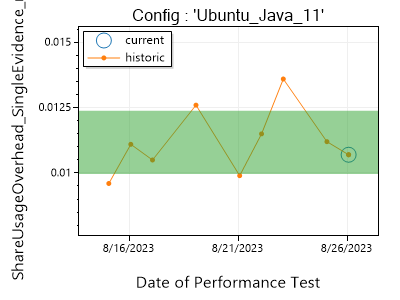 Config : 'Ubuntu_Java_11'
current
historic
0.015
0.0125
0.01
ShareUsageOverhead_SingleEvidence_
8/16/2023
8/21/2023
8/26/2023
Date of Performance Test